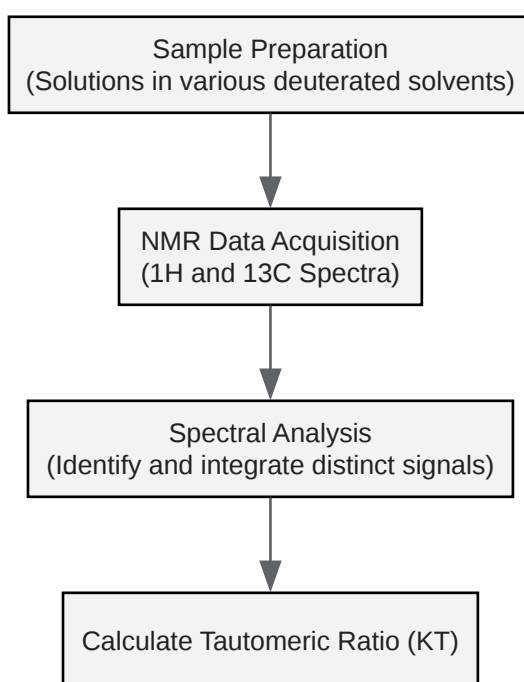 Sample Preparation
(Solutions in various deuterated solvents)
NMR Data Acquisition
(1H and 13C Spectra)
Spectral Analysis
(Identify and integrate distinct signals)
Calculate Tautomeric Ratio (KT)